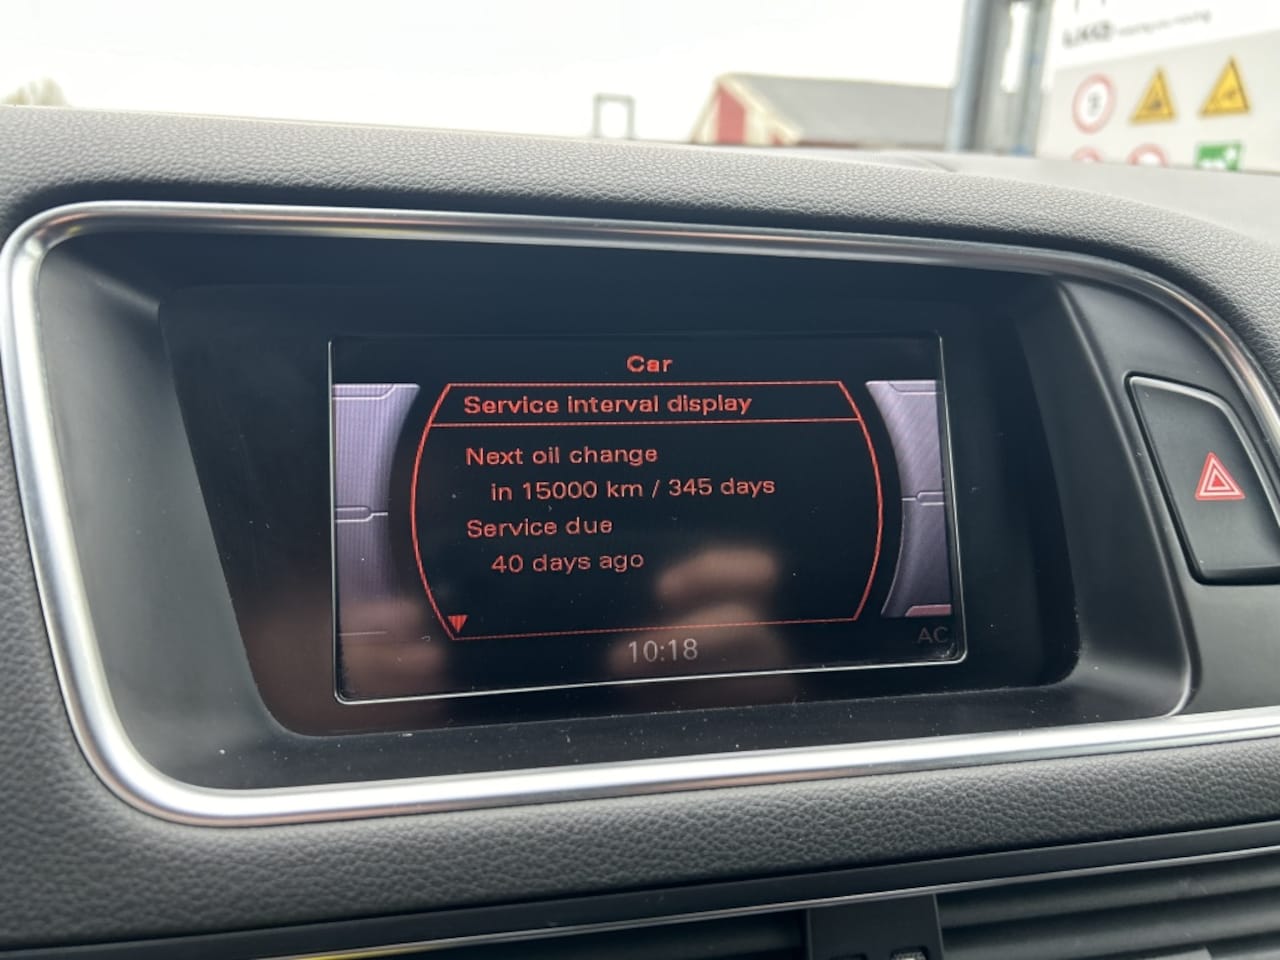 Car
Service interval display
Next oil change
in 15000 km / 345 days
Service due
40 days ago
10:18
AC